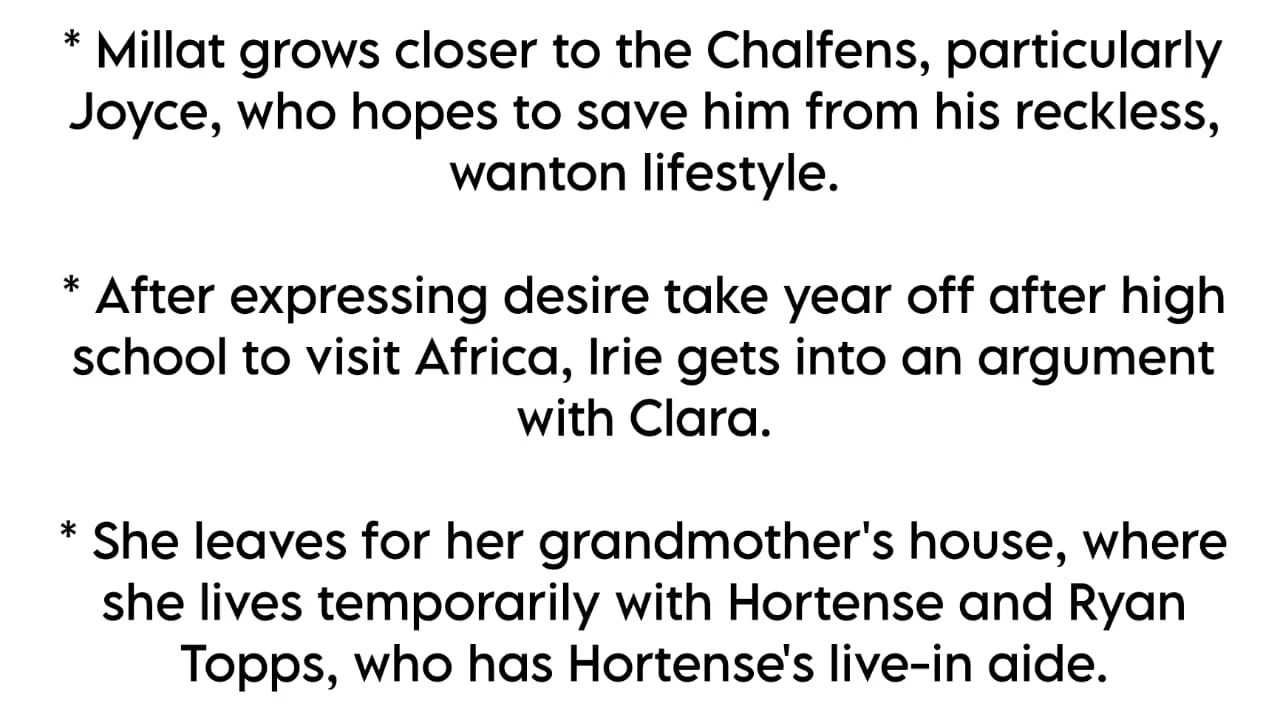 * Millat grows closer to the Chalfens, particularly
Joyce, who hopes to save him from his reckless,
wanton lifestyle.
* After expressing desire take year off after high
school to visit Africa, Irie gets into an argument
with Clara.
* She leaves for her grandmother's house, where
she lives temporarily with Hortense and Ryan
Topps, who has Hortense's live-in aide.